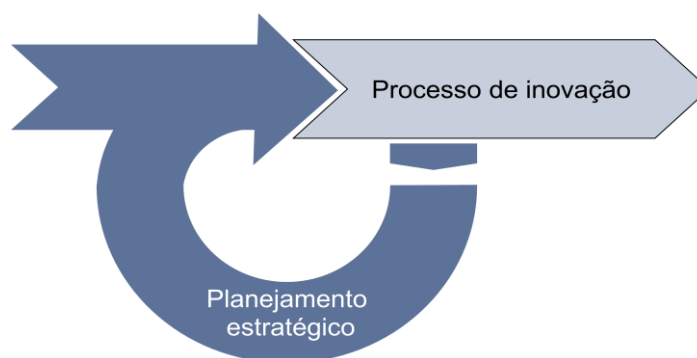 Processo de inovação
Planejamento
estratégico